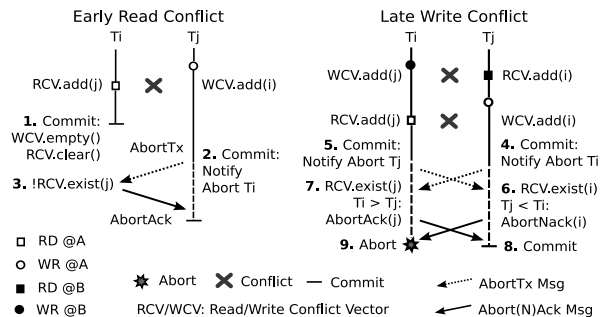 Early Read Conflict
Ti
Tj
RCV.add(j)
WCV.add(i)
1. Commit:
WCV.empty()
RCV.clear()
AbortTx
2. Commit:
Notify
Abort Ti
3. !RCV.exist(j)
AbortAck
Late Write Conflict
Ti
Tj
WCV.add(j)
RCV.add(i)
RCV.add(j)
WCV.add(i)
5. Commit:
Notify Abort Tj
4. Commit:
Notify Abort Ti
7. RCV.exist(j)
Ti > Tj:
AbortAck(j)
6. RCV.exist(i)
Tj < Ti:
AbortNack(i)
9. Abort
8. Commit
RD @A
WR @A
RD @B
WR @B
Abort
Conflict
Commit
RCV/WCV: Read/Write Conflict Vector
AbortTx Msg
Abort(N)Ack Msg